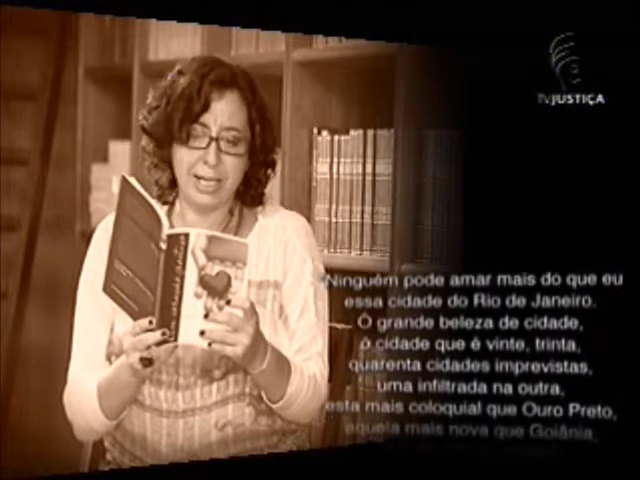 TVJUSTIÇA
Ninguém pode amar mais do que eu
essa cidade do Rio de Janeiro.
Ó grande beleza de cidade,
ó cidade que é vinte, trinta,
quarenta cidades imprevistas,
uma infiltrada na outra,
esta mais coloquial que Ouro Preto,
aquela mais nova que Goiânia,